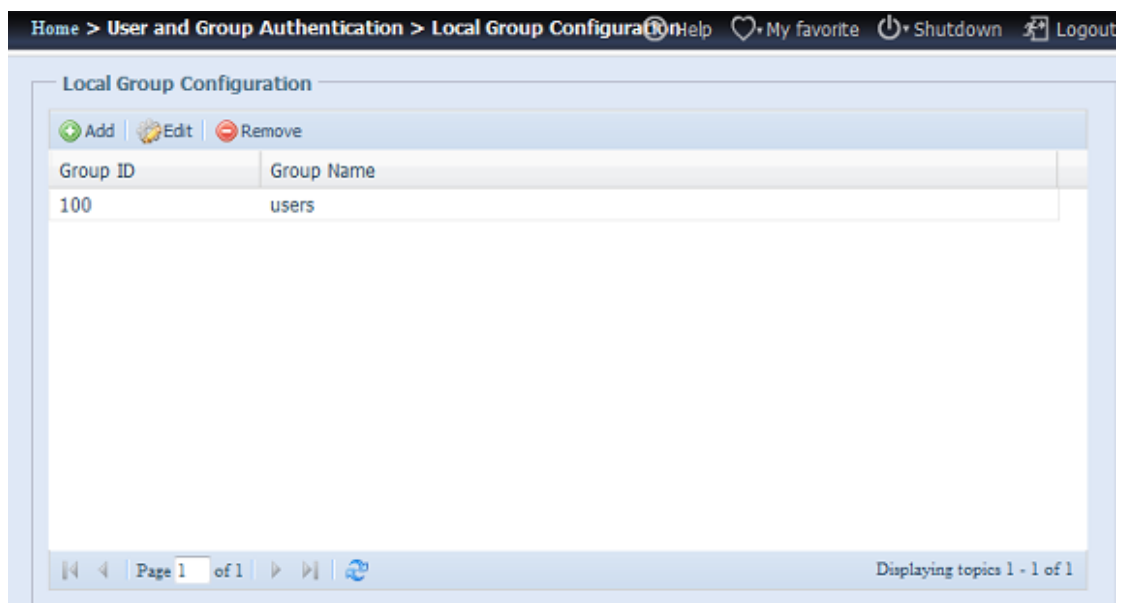 Home > User and Group Authentication > Local Group Configuration Help My favorite Shutdown Logout
Local Group Configuration
Add Edit Remove
Group ID Group Name
100 users
Page 1 of 1 Displaying topics 1 - 1 of 1